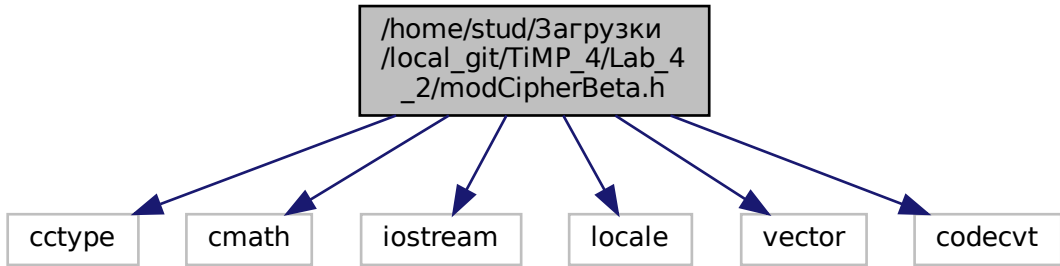 /home/stud/Загрузки
/local_git/TiMP_4/Lab_4
_2/modCipherBeta.h
cctype
cmath
iostream
locale
vector
codecvt